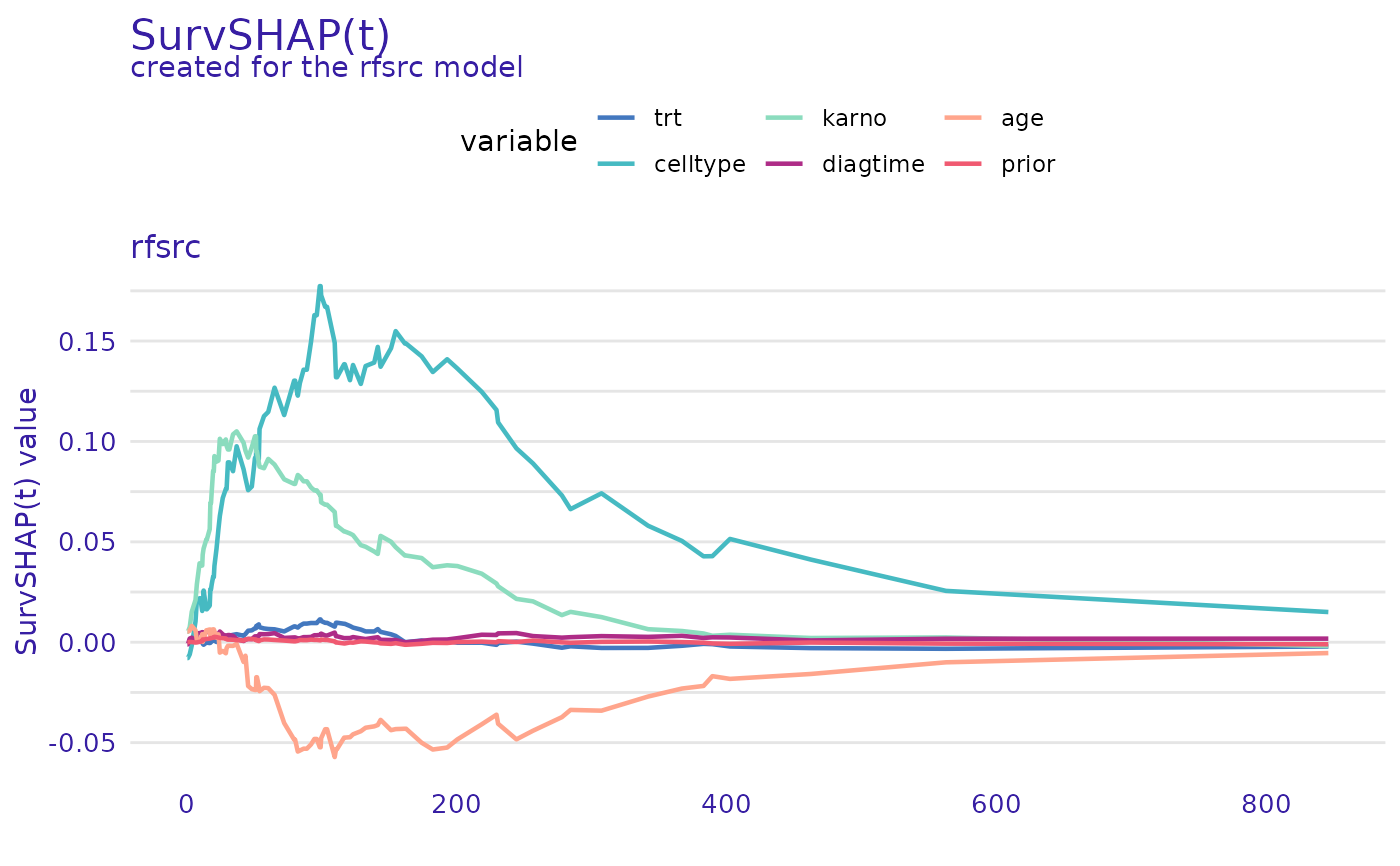 SurvSHAP(t)
created for the rfsrc model
variable
trt
karno
age
celltype
diagtime
prior
rfsrc
SurvSHAP(t) value
0.15
0.10
0.05
0.00
-0.05
0
200
400
600
800